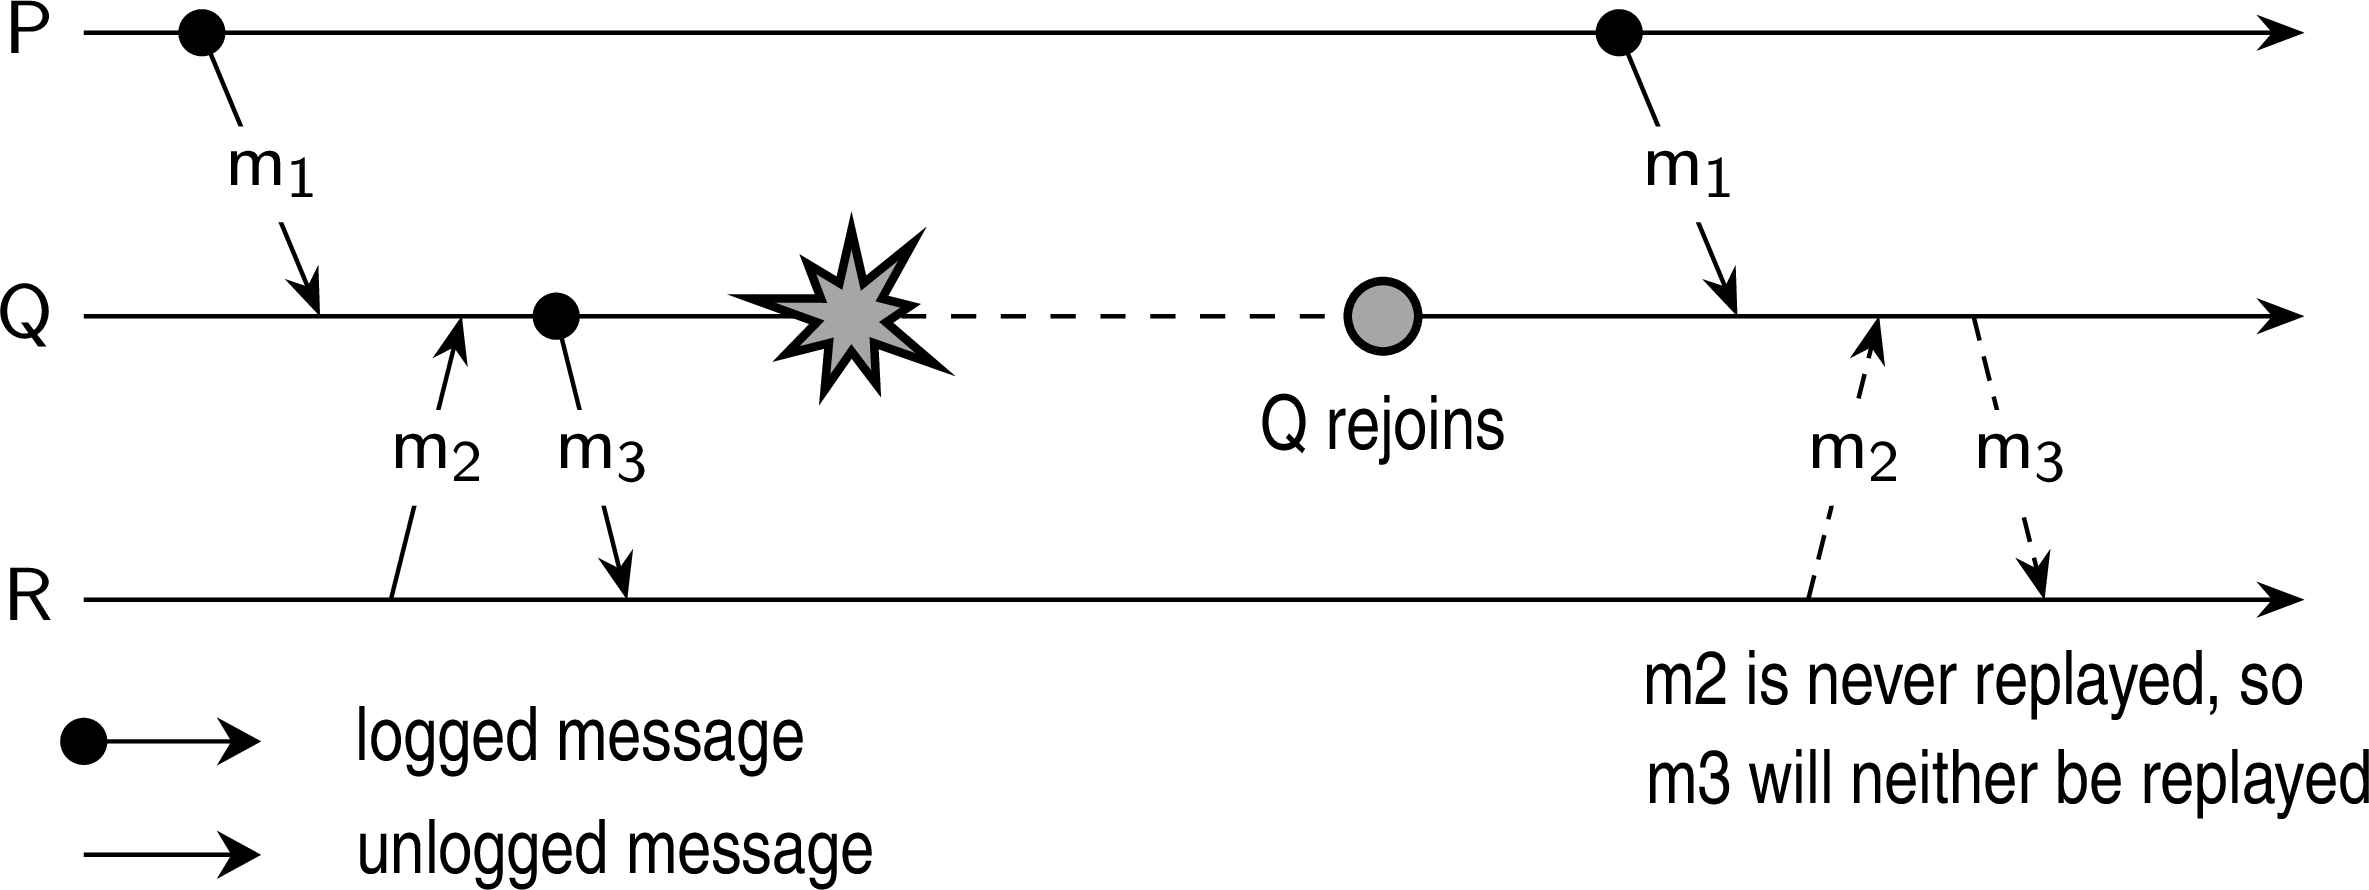 P
m₁
m₁
Q
Q rejoins
m₂
m₃
m₂
m₃
R
m2 is never replayed, so
m3 will neither be replayed
logged message
unlogged message